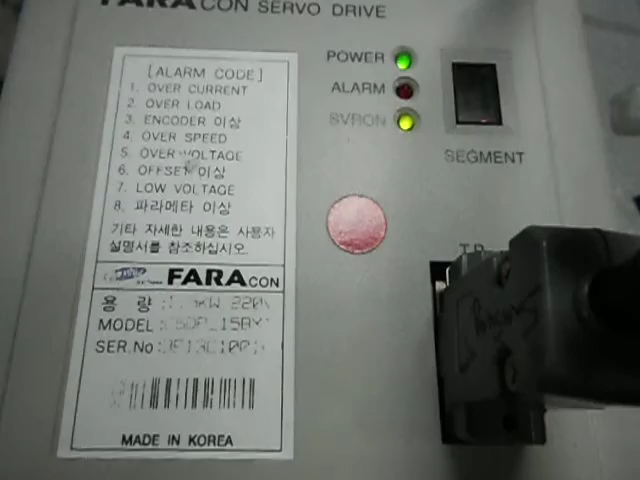 FARACON SERVO DRIVE
[ALARM CODE]
1. OVER CURRENT
2. OVER LOAD
3. ENCODER 이상
4. OVER SPEED
5. OVER VOLTAGE
6. OFFSET 이상
7. LOW VOLTAGE
8. 파라메타 이상
기타 자세한 내용은 사용자
설명서를 참조하십시오.
FARACON
용 량 : KW 220V
MODEL :
SER.No :
MADE IN KOREA
POWER
ALARM
SVRON
SEGMENT